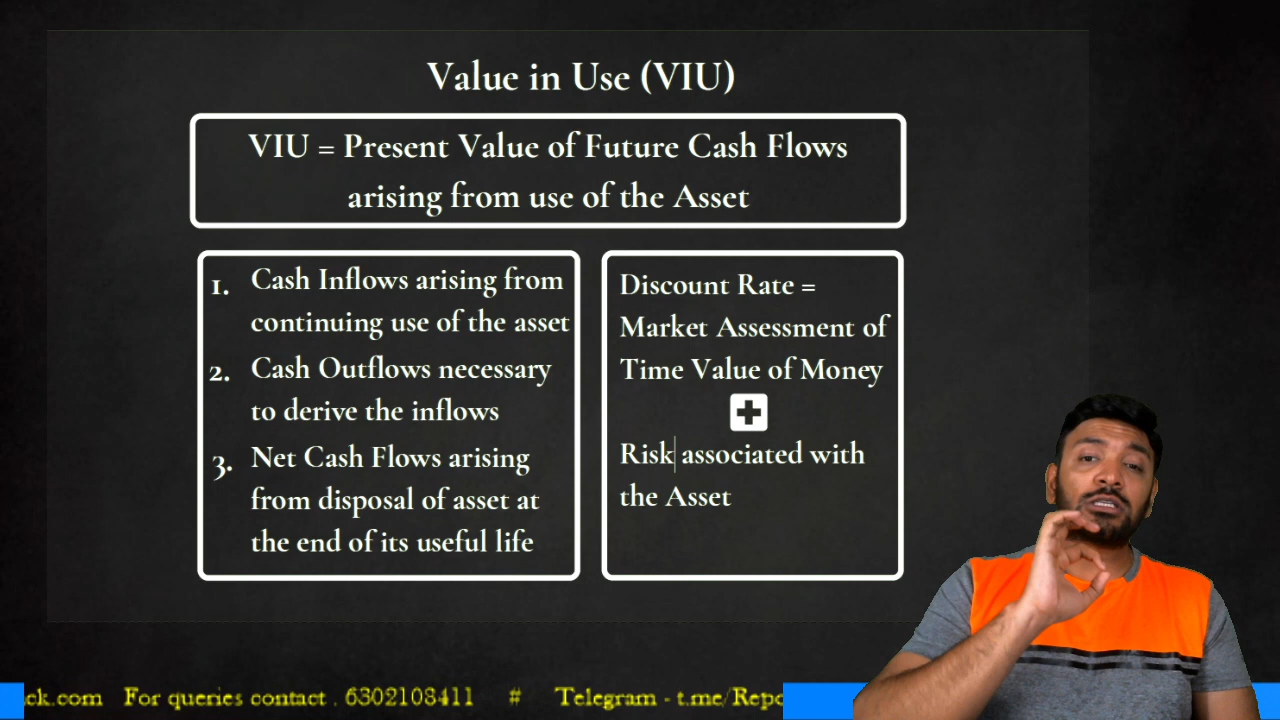 Value in Use (VIU)
VIU = Present Value of Future Cash Flows
arising from use of the Asset
1. Cash Inflows arising from
continuing use of the asset
2. Cash Outflows necessary
to derive the inflows
3. Net Cash Flows arising
from disposal of asset at
the end of its useful life
Discount Rate =
Market Assessment of
Time Value of Money
+
Risk associated with
the Asset
ck.com For queries contact . 6302108411 # Telegram - t.me/Repo